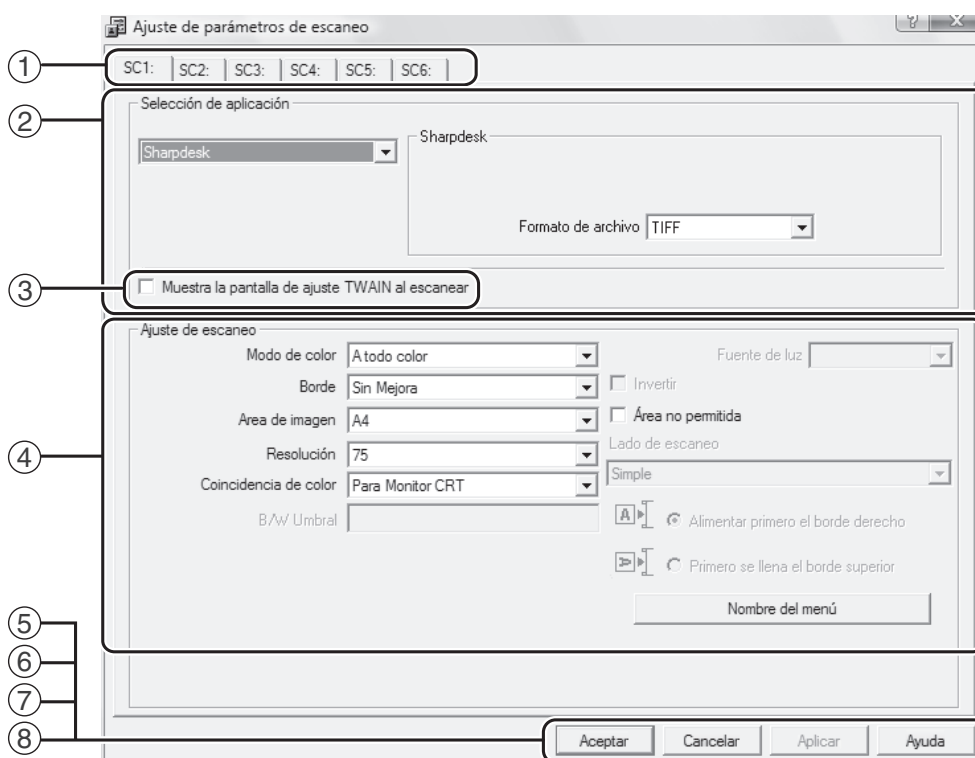 Ajuste de parámetros de escaneo
1
SC1: SC2: SC3: SC4: SC5: SC6:
2
Selección de aplicación
Sharpdesk
Sharpdesk
Formato de archivo TIFF
3
Muestra la pantalla de ajuste TWAIN al escanear
4
Ajuste de escaneo
Modo de color A todo color
Fuente de luz
Borde Sin Mejora
Invertir
Area de imagen A4
Área no permitida
Resolución 75
Lado de escaneo
Simple
Coincidencia de color Para Monitor CRT
B/W Umbral
A Alimentar primero el borde derecho
A Primero se llena el borde superior
Nombre del menú
5
6
7
8
Aceptar Cancelar Aplicar Ayuda